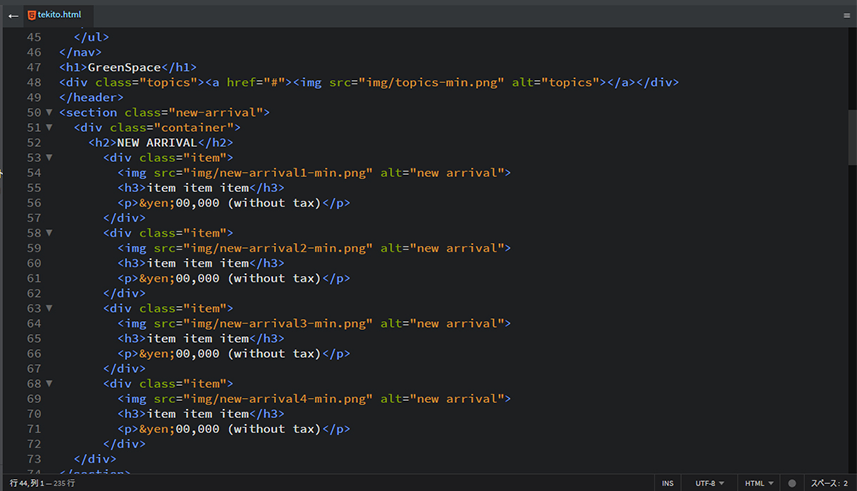 ← tekito.html
45 </ul>
46 </nav>
47 <h1>GreenSpace</h1>
48 <div class="topics"><a href="#"><img src="img/topics-min.png" alt="topics"></a></div>
49 </header>
50 ▼ <section class="new-arrival">
51 ▼ <div class="container">
52 <h2>NEW ARRIVAL</h2>
53 ▼ <div class="item">
54 <img src="img/new-arrival1-min.png" alt="new arrival">
55 <h3>item item item</h3>
56 <p>&yen;00,000 (without tax)</p>
57 </div>
58 ▼ <div class="item">
59 <img src="img/new-arrival2-min.png" alt="new arrival">
60 <h3>item item item</h3>
61 <p>&yen;00,000 (without tax)</p>
62 </div>
63 ▼ <div class="item">
64 <img src="img/new-arrival3-min.png" alt="new arrival">
65 <h3>item item item</h3>
66 <p>&yen;00,000 (without tax)</p>
67 </div>
68 ▼ <div class="item">
69 <img src="img/new-arrival4-min.png" alt="new arrival">
70 <h3>item item item</h3>
71 <p>&yen;00,000 (without tax)</p>
72 </div>
73 </div>
74 </section>
行 44, 列 1 — 235 行 INS UTF-8 ▼ HTML ▼ スペース: 2